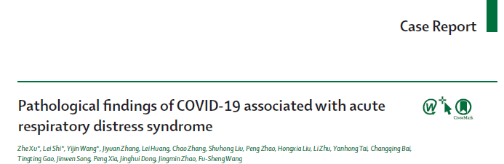 Case Report
Pathological findings of COVID-19 associated with acute
respiratory distress syndrome
CrossMark
Zhe Xu*, Lei Shi*, Yijin Wang*, Jiyuan Zhang, Lei Huang, Chao Zhang, Shuhong Liu, Peng Zhao, Hongxia Liu, Li Zhu, Yanhong Tai, Changqing Bai,
Tingting Gao, Jinwen Song, Peng Xia, Jinghui Dong, Jingmin Zhao, Fu-Sheng Wang